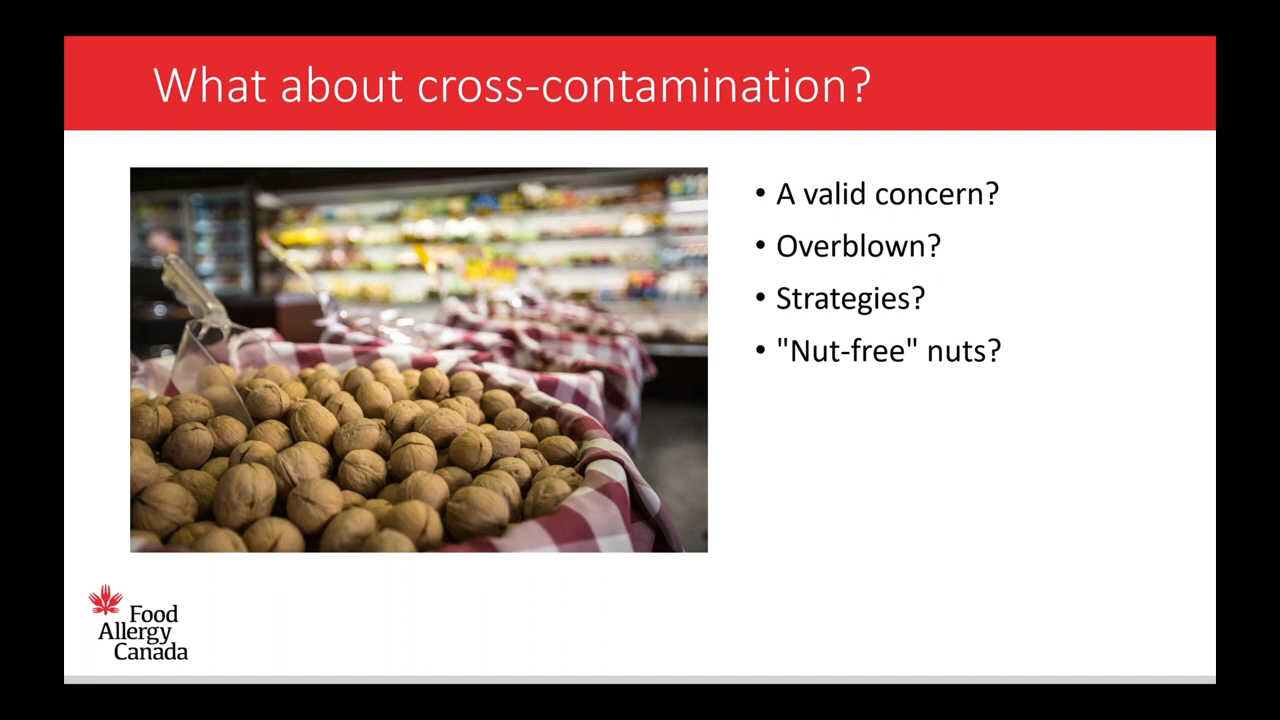 What about cross-contamination?
• A valid concern?
• Overblown?
• Strategies?
• "Nut-free" nuts?
Food
Allergy
Canada